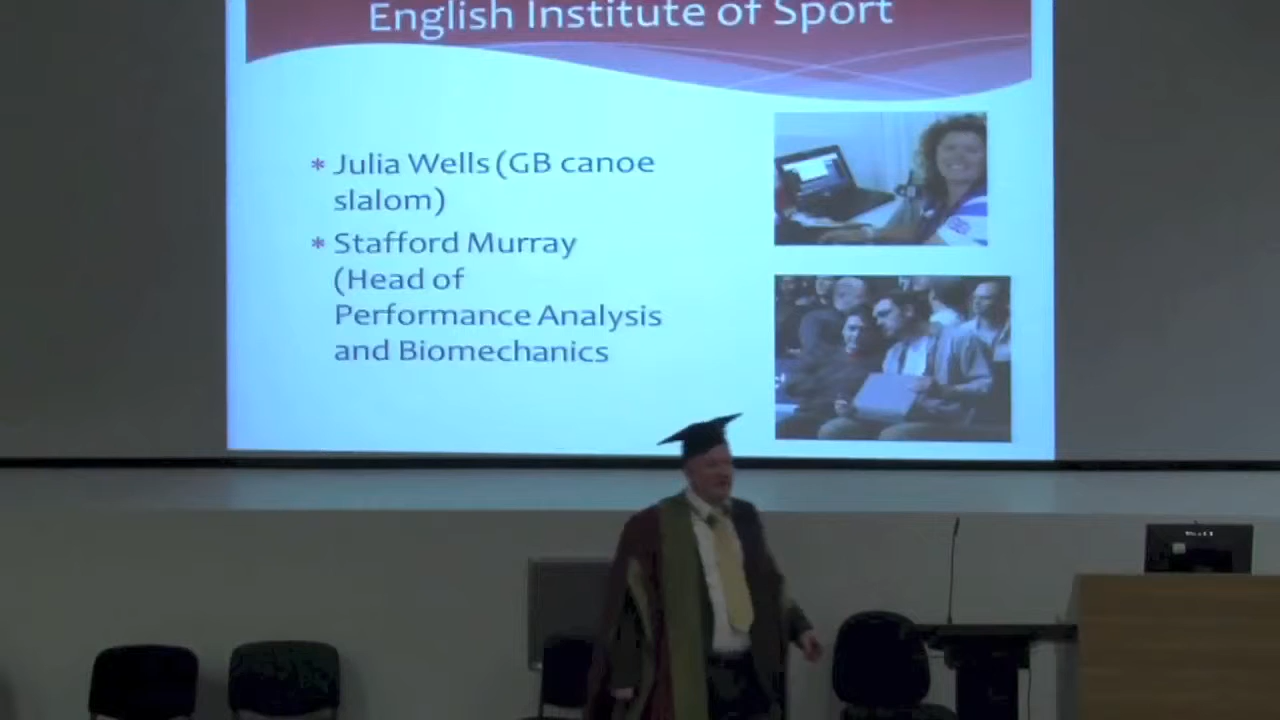 English Institute of Sport
* Julia Wells (GB canoe
slalom)
* Stafford Murray
(Head of
Performance Analysis
and Biomechanics